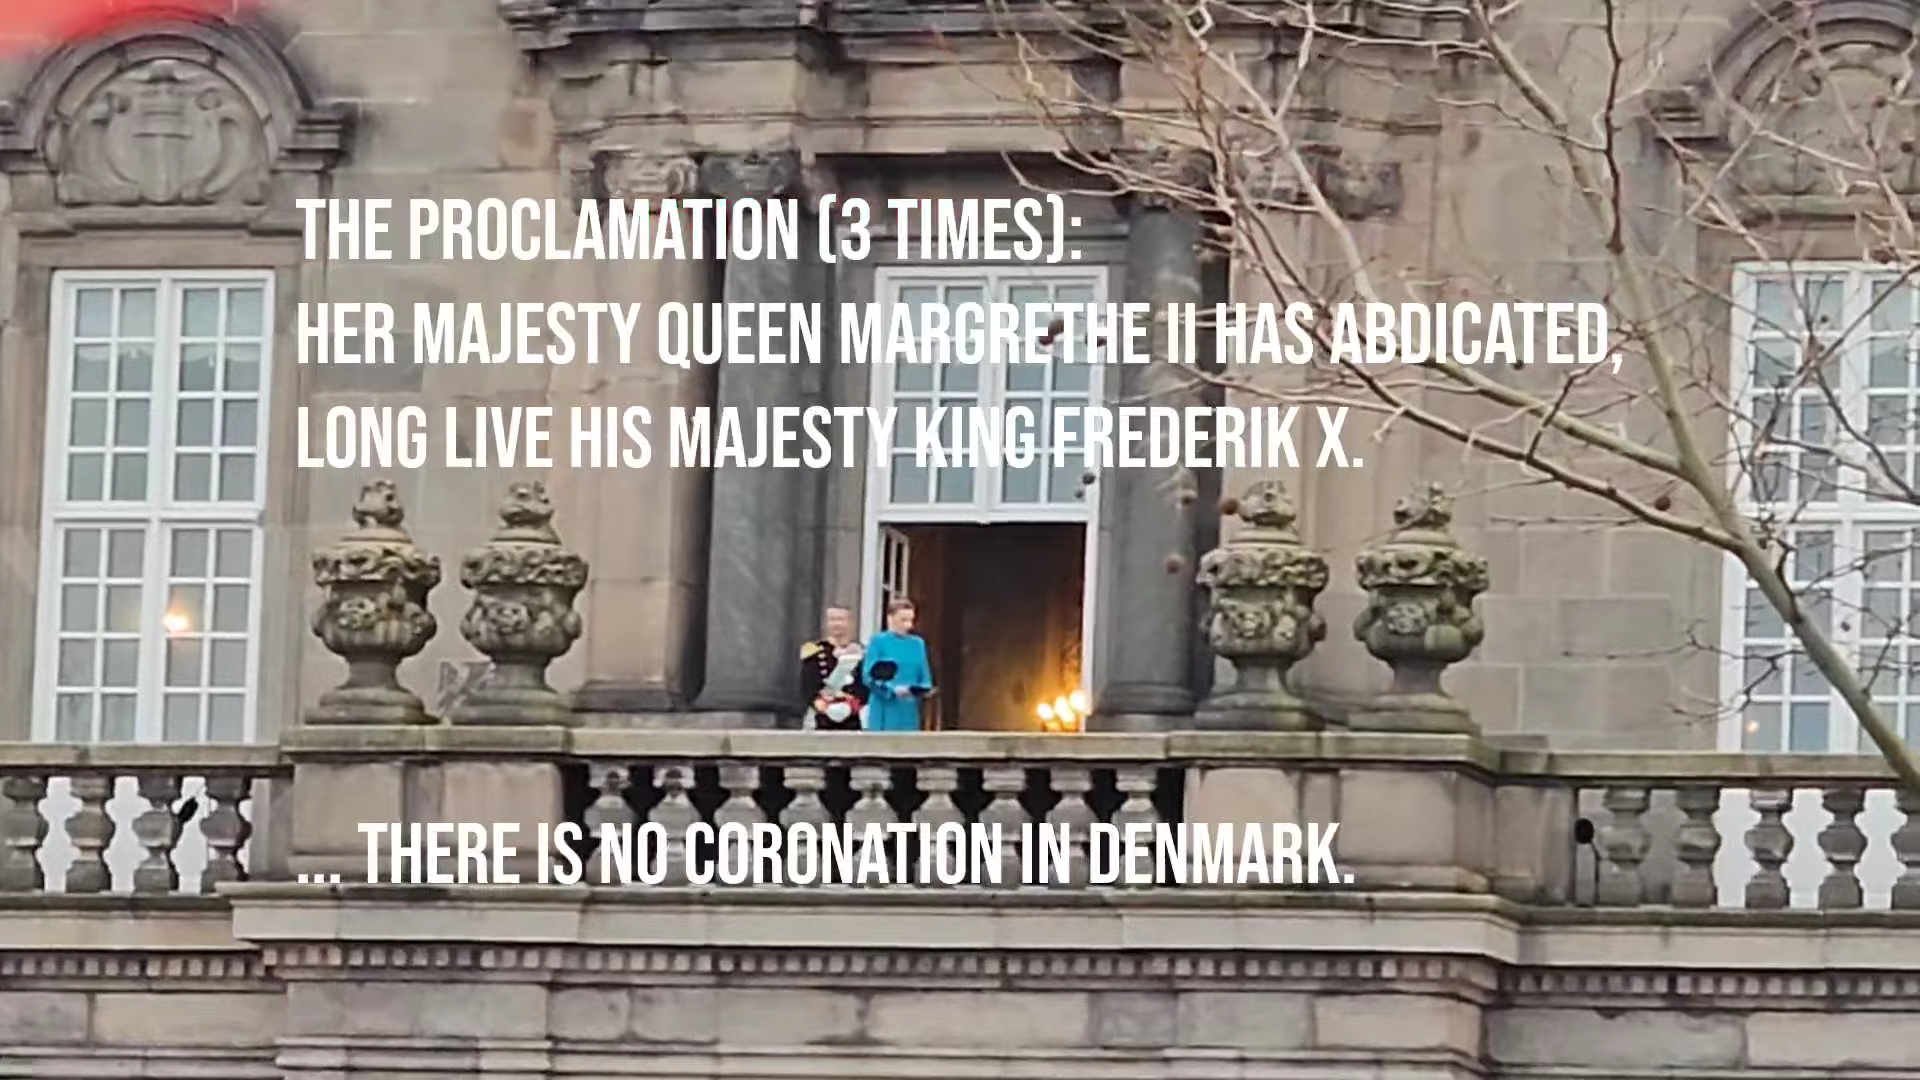 THE PROCLAMATION (3 TIMES):
HER MAJESTY QUEEN MARGRETHE II HAS ABDICATED,
LONG LIVE HIS MAJESTY KING FREDERIK X.
... THERE IS NO CORONATION IN DENMARK.